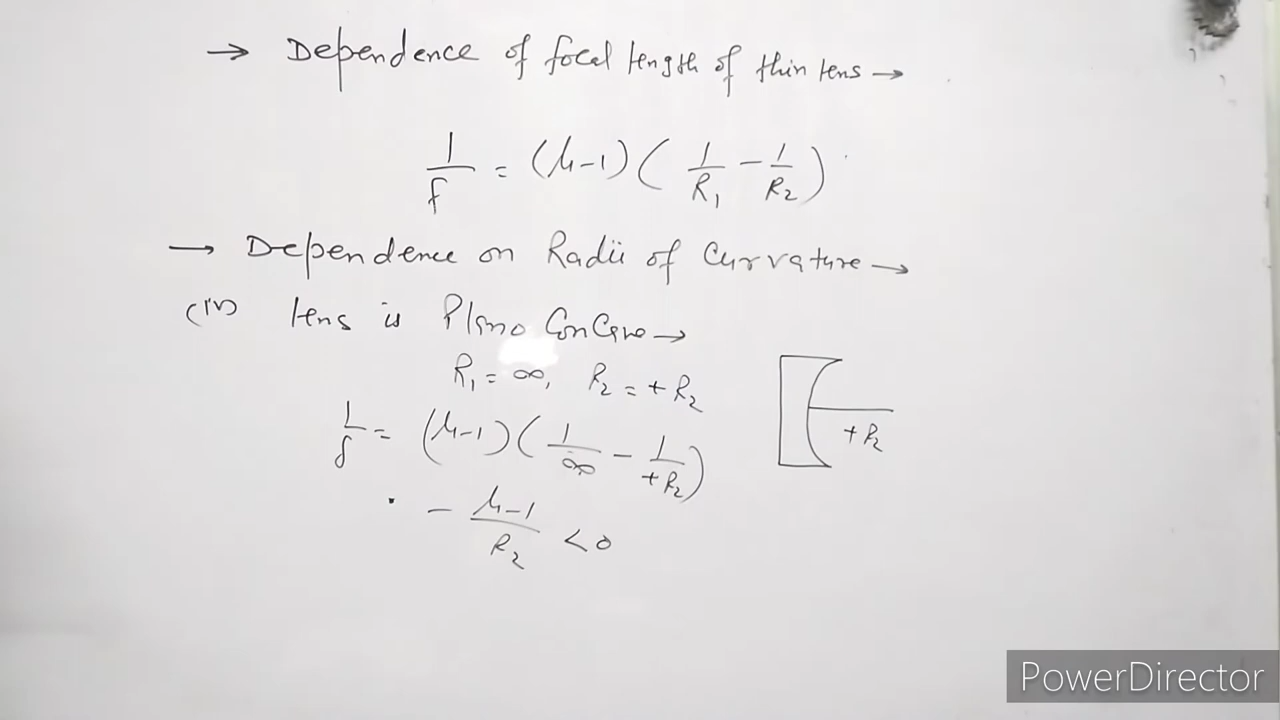 → Dependence of focal length of thin lens →
1/f = (μ-1) ( 1/R₁ - 1/R₂ )
→ Dependence on Radii of Curvature →
(iv) lens is Plano Concave →
R₁ = ∞, R₂ = + R₂
1/f = (μ-1) ( 1/∞ - 1/+R₂ )
+ R₂
- μ-1/R₂ < 0
PowerDirector